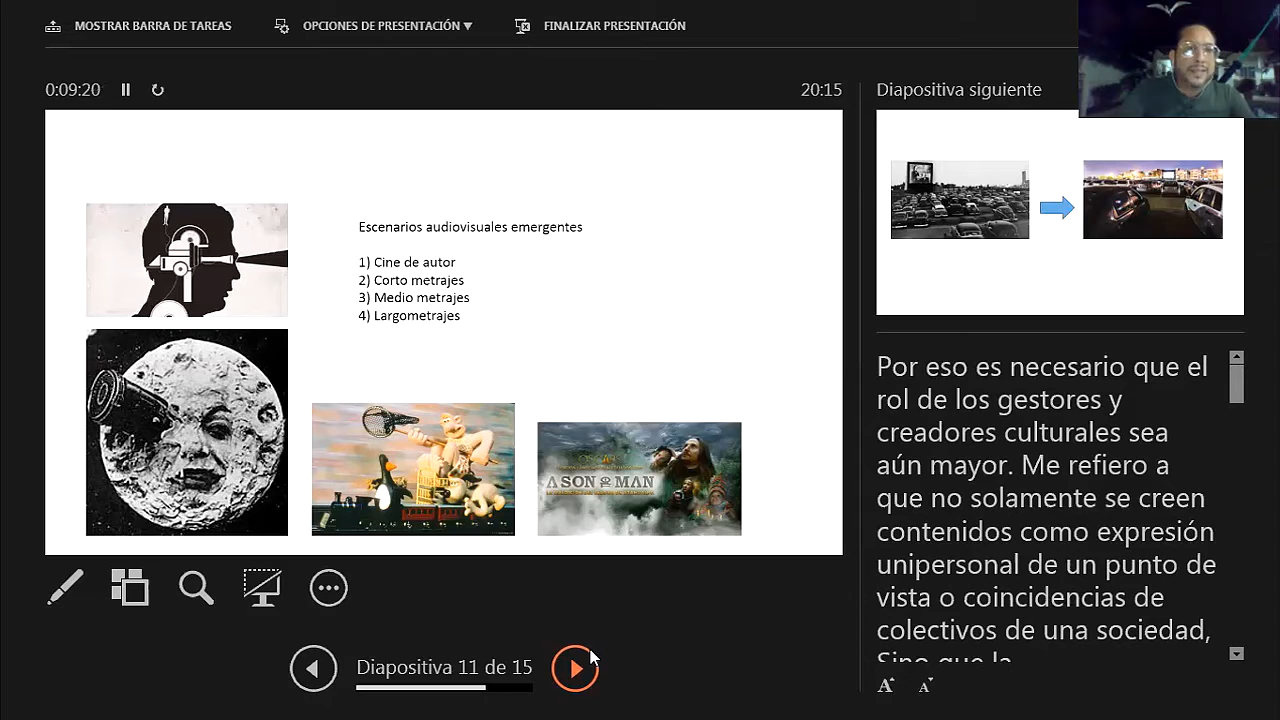 MOSTRAR BARRA DE TAREAS
OPCIONES DE PRESENTACIÓN
FINALIZAR PRESENTACIÓN
0:09:20
20:15
Diapositiva siguiente
Escenarios audiovisuales emergentes
1) Cine de autor
2) Corto metrajes
3) Medio metrajes
4) Largometrajes
A SON OF MAN
Por eso es necesario que el
rol de los gestores y
creadores culturales sea
aún mayor. Me refiero a
que no solamente se creen
contenidos como expresión
unipersonal de un punto de
vista o coincidencias de
colectivos de una sociedad,
Sino que la
Diapositiva 11 de 15
A A